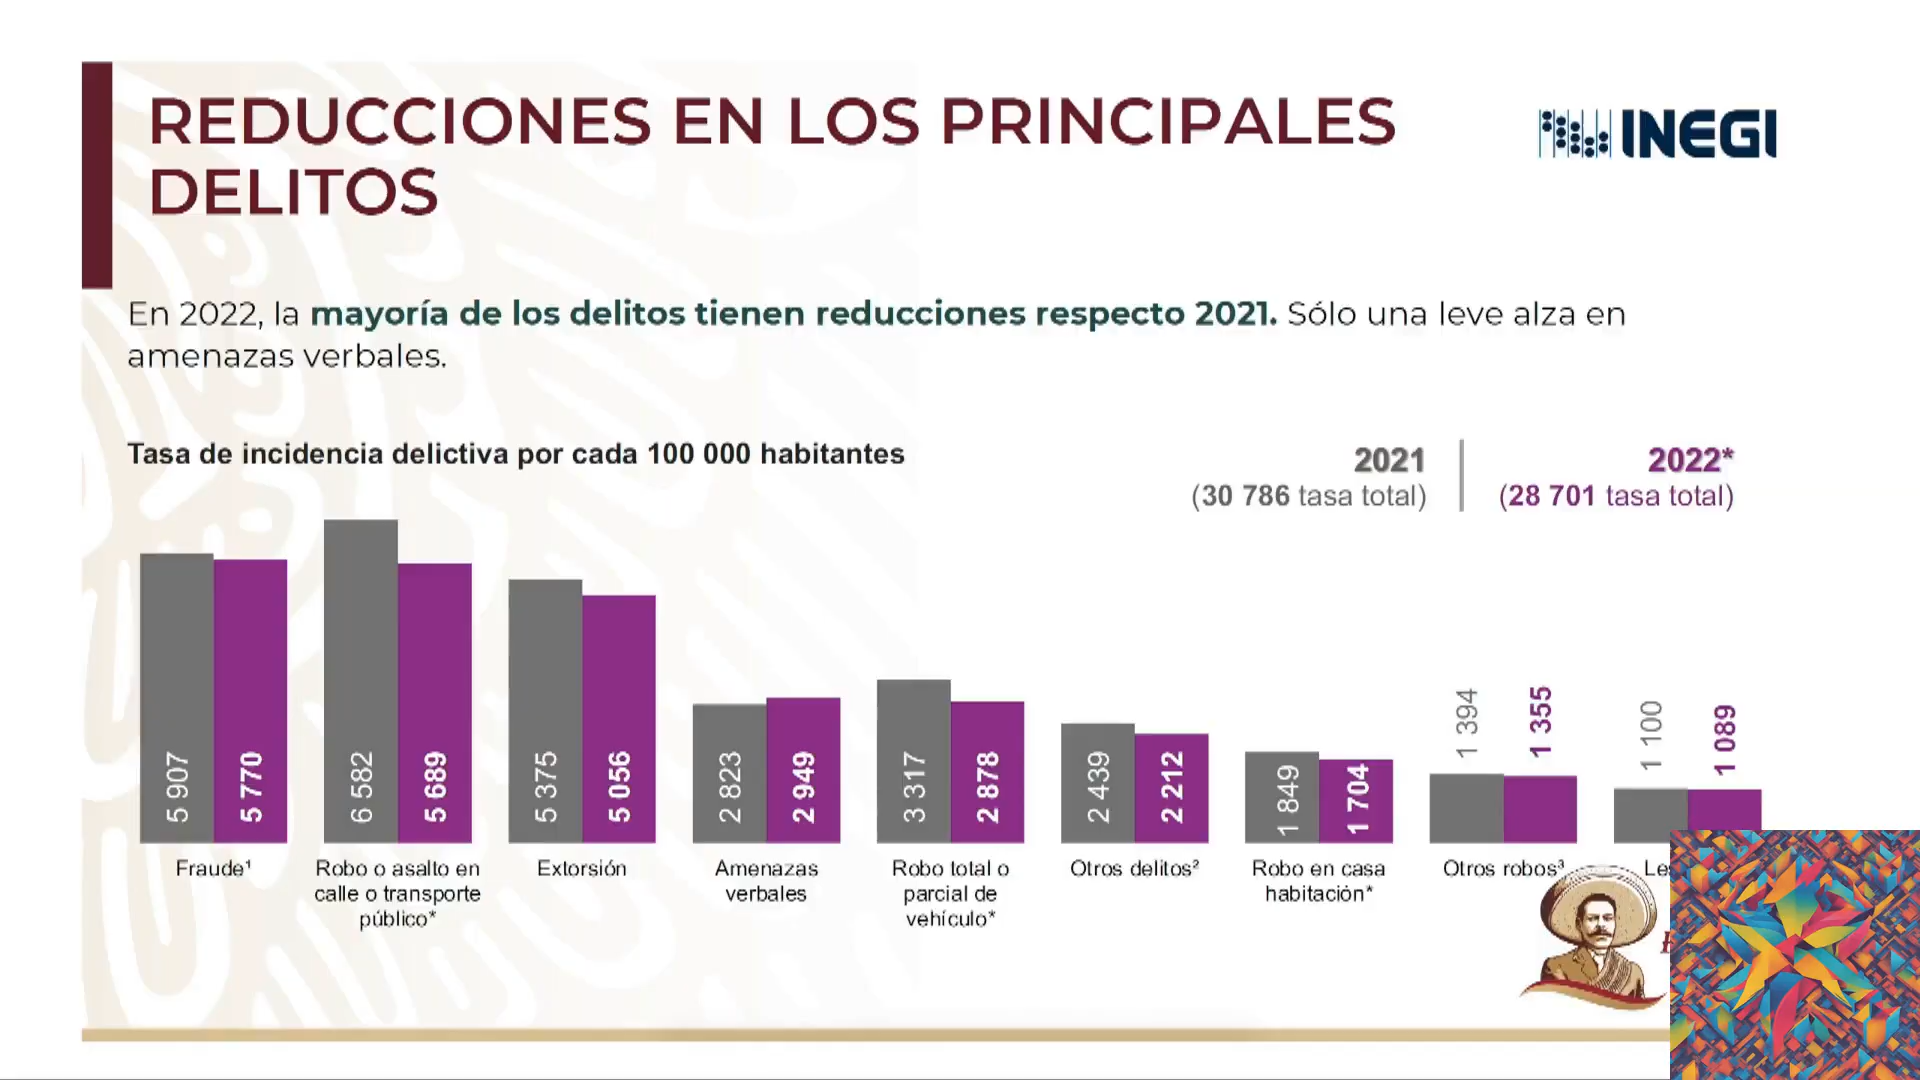 REDUCCIONES EN LOS PRINCIPALES
DELITOS
INEGI
En 2022, la mayoría de los delitos tienen reducciones respecto 2021. Sólo una leve alza en
amenazas verbales.
Tasa de incidencia delictiva por cada 100 000 habitantes
2021
(30 786 tasa total)
2022*
(28 701 tasa total)
5 907
5 770
6 582
5 689
5 375
5 056
2 823
2 949
3 317
2 878
2 439
2 212
1 849
1 704
1 394
1 355
1 100
1 089
Fraude¹
Robo o asalto en
calle o transporte
público*
Extorsión
Amenazas
verbales
Robo total o
parcial de
vehículo*
Otros delitos²
Robo en casa
habitación*
Otros robos³